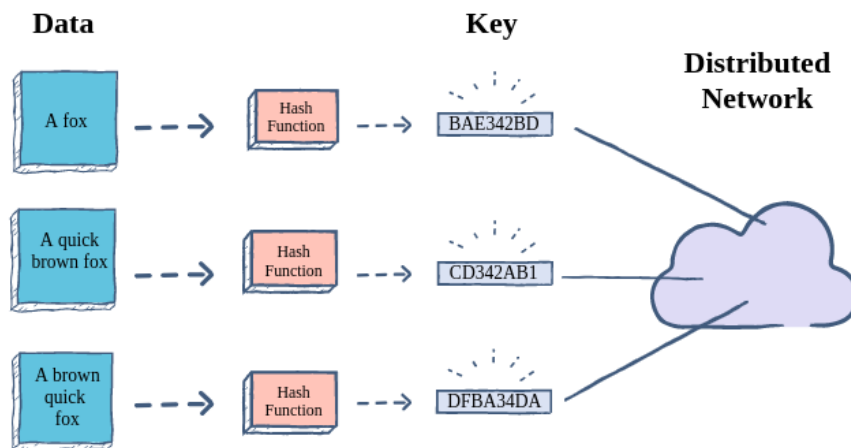 Data
Key
Distributed
Network
A fox
Hash
Function
BAE342BD
A quick
brown fox
Hash
Function
CD342AB1
A brown
quick
fox
Hash
Function
DFBA34DA